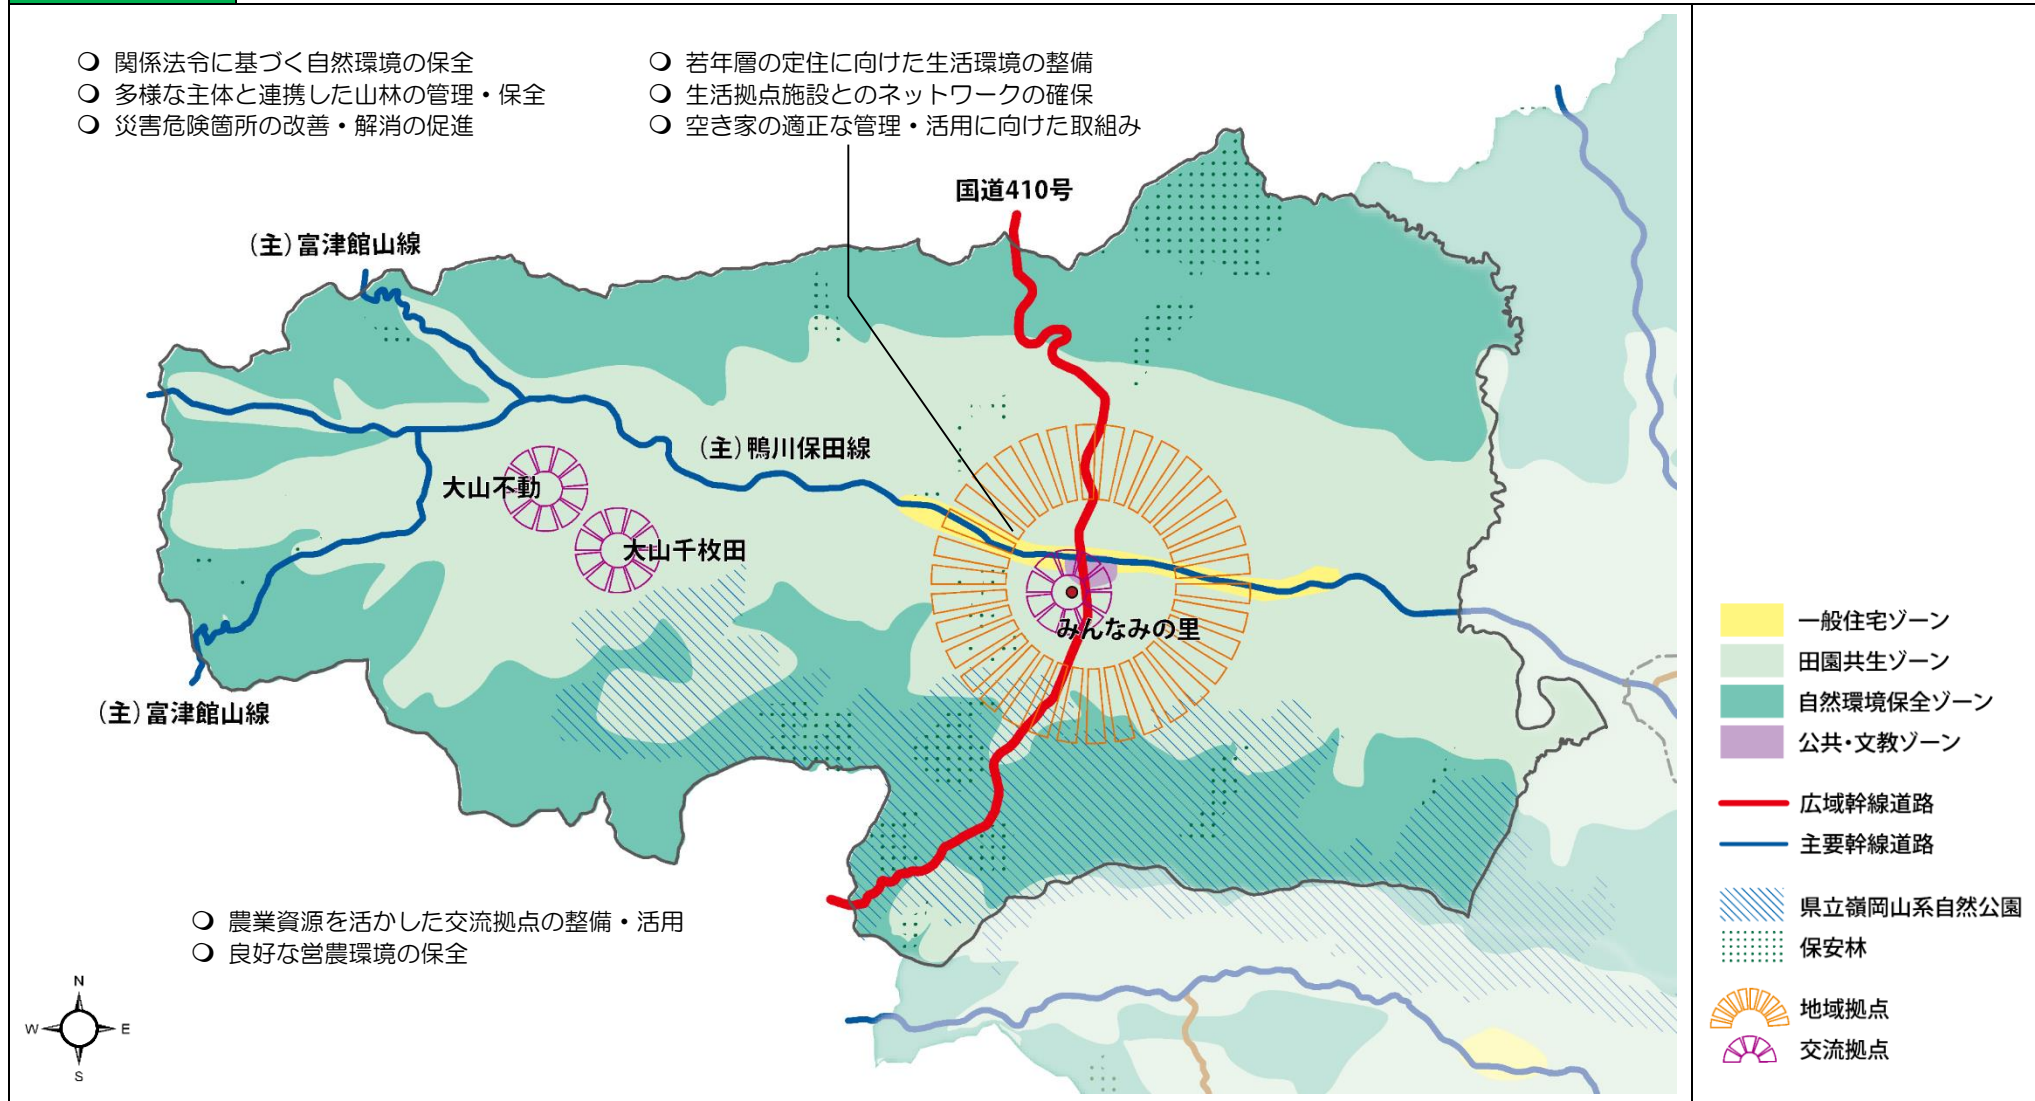 ○ 関係法令に基づく自然環境の保全
○ 多様な主体と連携した山林の管理・保全
○ 災害危険箇所の改善・解消の促進
○ 若年層の定住に向けた生活環境の整備
○ 生活拠点施設とのネットワークの確保
○ 空き家の適正な管理・活用に向けた取組み
国道410号
(主)富津館山線
(主)鴨川保田線
大山不動
大山千枚田
みんなみの里
(主)富津館山線
○ 農業資源を活かした交流拠点の整備・活用
○ 良好な営農環境の保全
N
W E
S
一般住宅ゾーン
田園共生ゾーン
自然環境保全ゾーン
公共・文教ゾーン
広域幹線道路
主要幹線道路
県立嶺岡山系自然公園
保安林
地域拠点
交流拠点